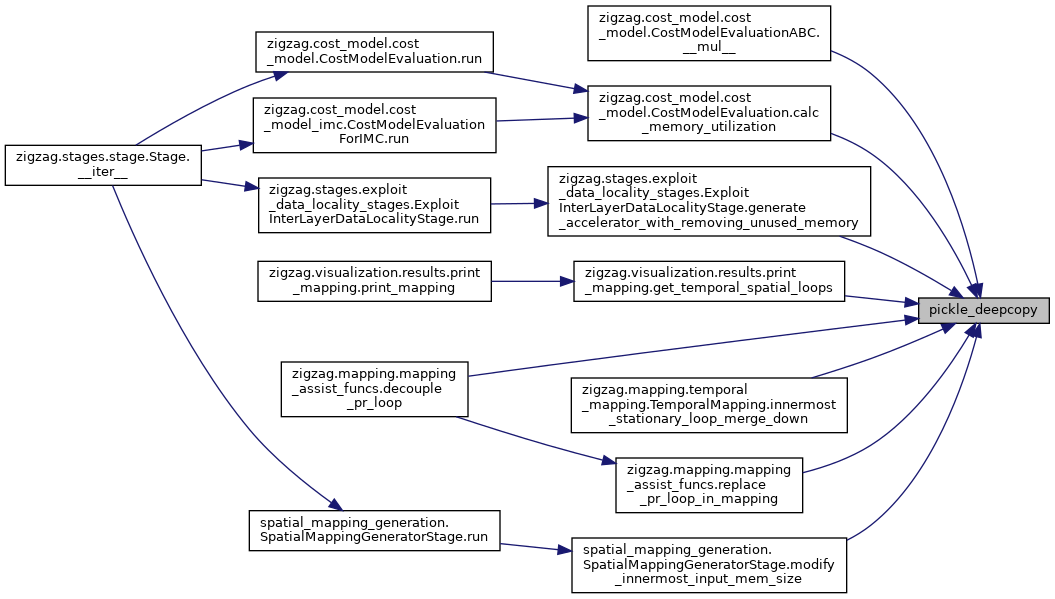 zigzag.cost_model.cost
_model.CostModelEvaluationABC.
__mul__
zigzag.cost_model.cost
_model.CostModelEvaluation.run
zigzag.cost_model.cost
_model.CostModelEvaluation.calc
_memory_utilization
zigzag.cost_model.cost
_model_imc.CostModelEvaluation
ForIMC.run
zigzag.stages.stage.Stage.
__iter__
zigzag.stages.exploit
_data_locality_stages.Exploit
InterLayerDataLocalityStage.run
zigzag.stages.exploit
_data_locality_stages.Exploit
InterLayerDataLocalityStage.generate
_accelerator_with_removing_unused_memory
zigzag.visualization.results.print
_mapping.print_mapping
zigzag.visualization.results.print
_mapping.get_temporal_spatial_loops
pickle_deepcopy
zigzag.mapping.mapping
_assist_funcs.decouple
_pr_loop
zigzag.mapping.temporal
_mapping.TemporalMapping.innermost
_stationary_loop_merge_down
zigzag.mapping.mapping
_assist_funcs.replace
_pr_loop_in_mapping
spatial_mapping_generation.
SpatialMappingGeneratorStage.run
spatial_mapping_generation.
SpatialMappingGeneratorStage.modify
_innermost_input_mem_size